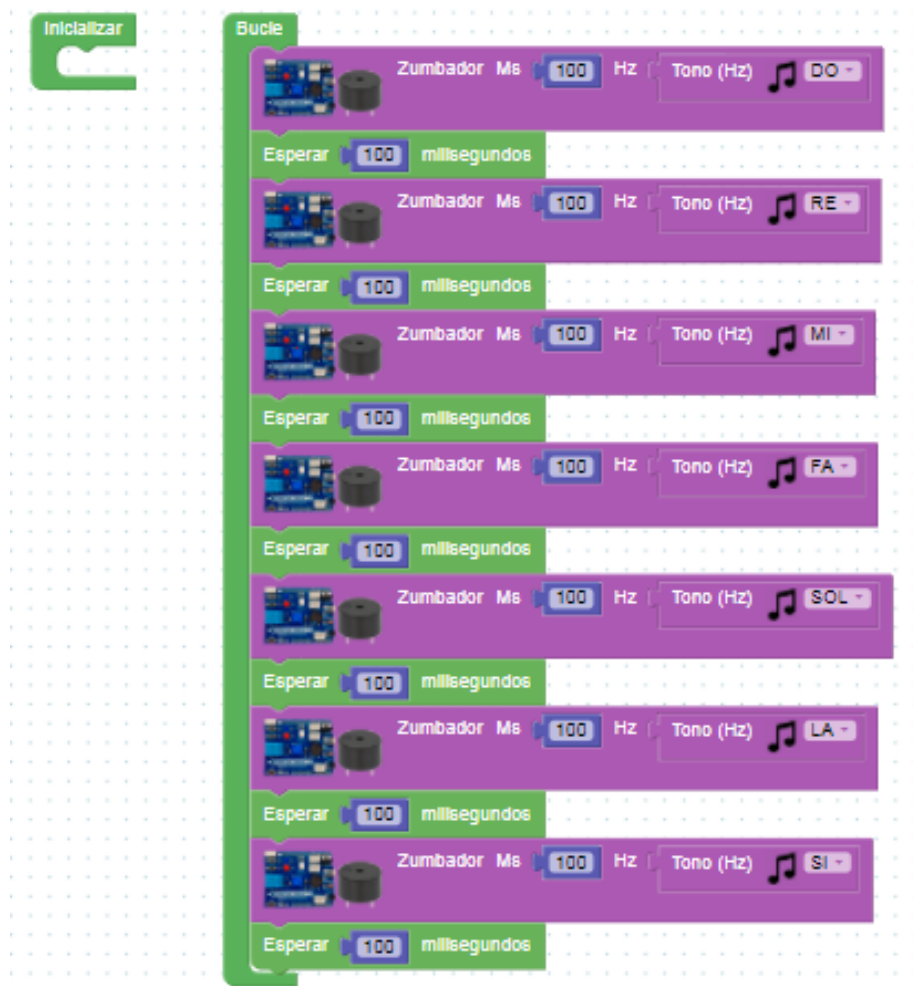 Inicializar
Bucle
Zumbador Ms 100 Hz Tono (Hz) DO
Esperar 100 milisegundos
Zumbador Ms 100 Hz Tono (Hz) RE
Esperar 100 milisegundos
Zumbador Ms 100 Hz Tono (Hz) MI
Esperar 100 milisegundos
Zumbador Ms 100 Hz Tono (Hz) FA
Esperar 100 milisegundos
Zumbador Ms 100 Hz Tono (Hz) SOL
Esperar 100 milisegundos
Zumbador Ms 100 Hz Tono (Hz) LA
Esperar 100 milisegundos
Zumbador Ms 100 Hz Tono (Hz) SI
Esperar 100 milisegundos